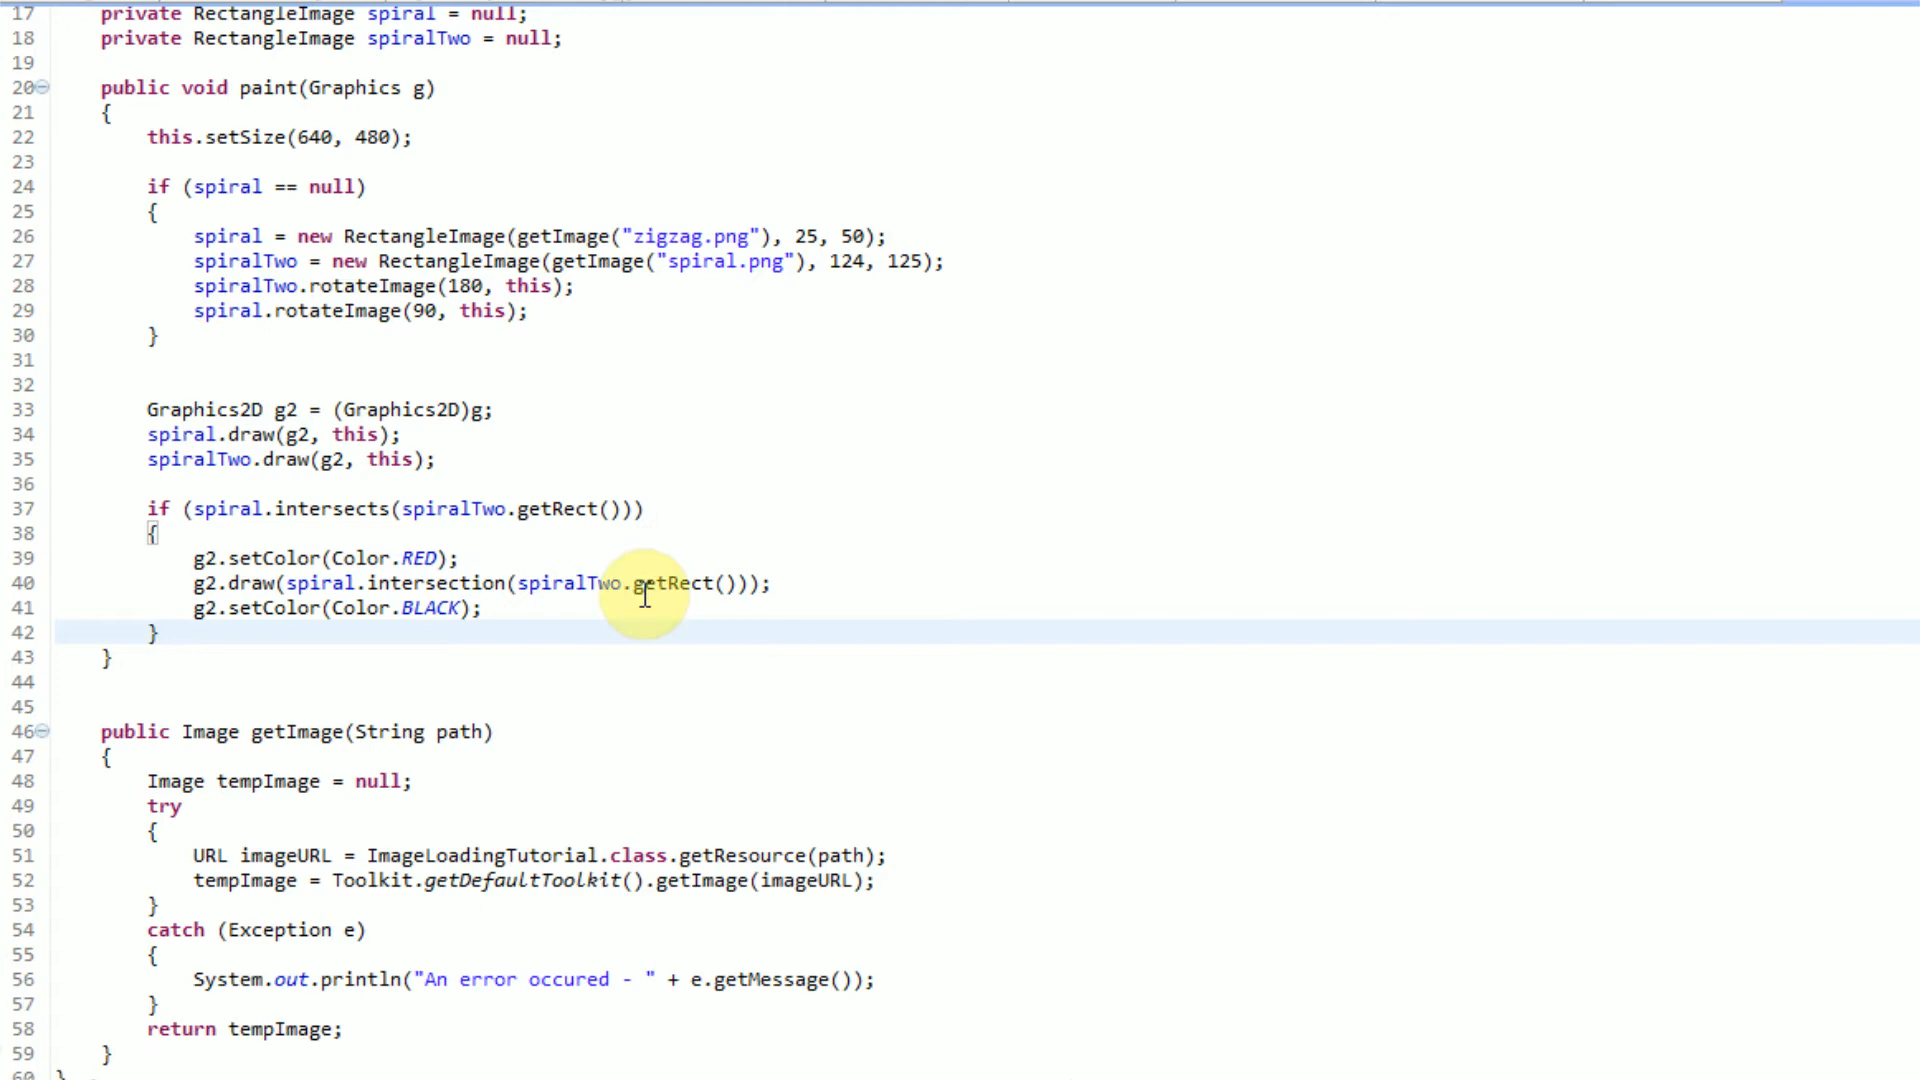 17 private RectangleImage spiral = null;
18 private RectangleImage spiralTwo = null;
19
20 public void paint(Graphics g)
21 {
22 this.setSize(640, 480);
23
24 if (spiral == null)
25 {
26 spiral = new RectangleImage(getImage("zigzag.png"), 25, 50);
27 spiralTwo = new RectangleImage(getImage("spiral.png"), 124, 125);
28 spiralTwo.rotateImage(180, this);
29 spiral.rotateImage(90, this);
30 }
31
32
33 Graphics2D g2 = (Graphics2D)g;
34 spiral.draw(g2, this);
35 spiralTwo.draw(g2, this);
36
37 if (spiral.intersects(spiralTwo.getRect()))
38 {
39 g2.setColor(Color.RED);
40 g2.draw(spiral.intersection(spiralTwo.getRect()));
41 g2.setColor(Color.BLACK);
42 }
43 }
44
45
46 public Image getImage(String path)
47 {
48 Image tempImage = null;
49 try
50 {
51 URL imageURL = ImageLoadingTutorial.class.getResource(path);
52 tempImage = Toolkit.getDefaultToolkit().getImage(imageURL);
53 }
54 catch (Exception e)
55 {
56 System.out.println("An error occured - " + e.getMessage());
57 }
58 return tempImage;
59 }
60 }